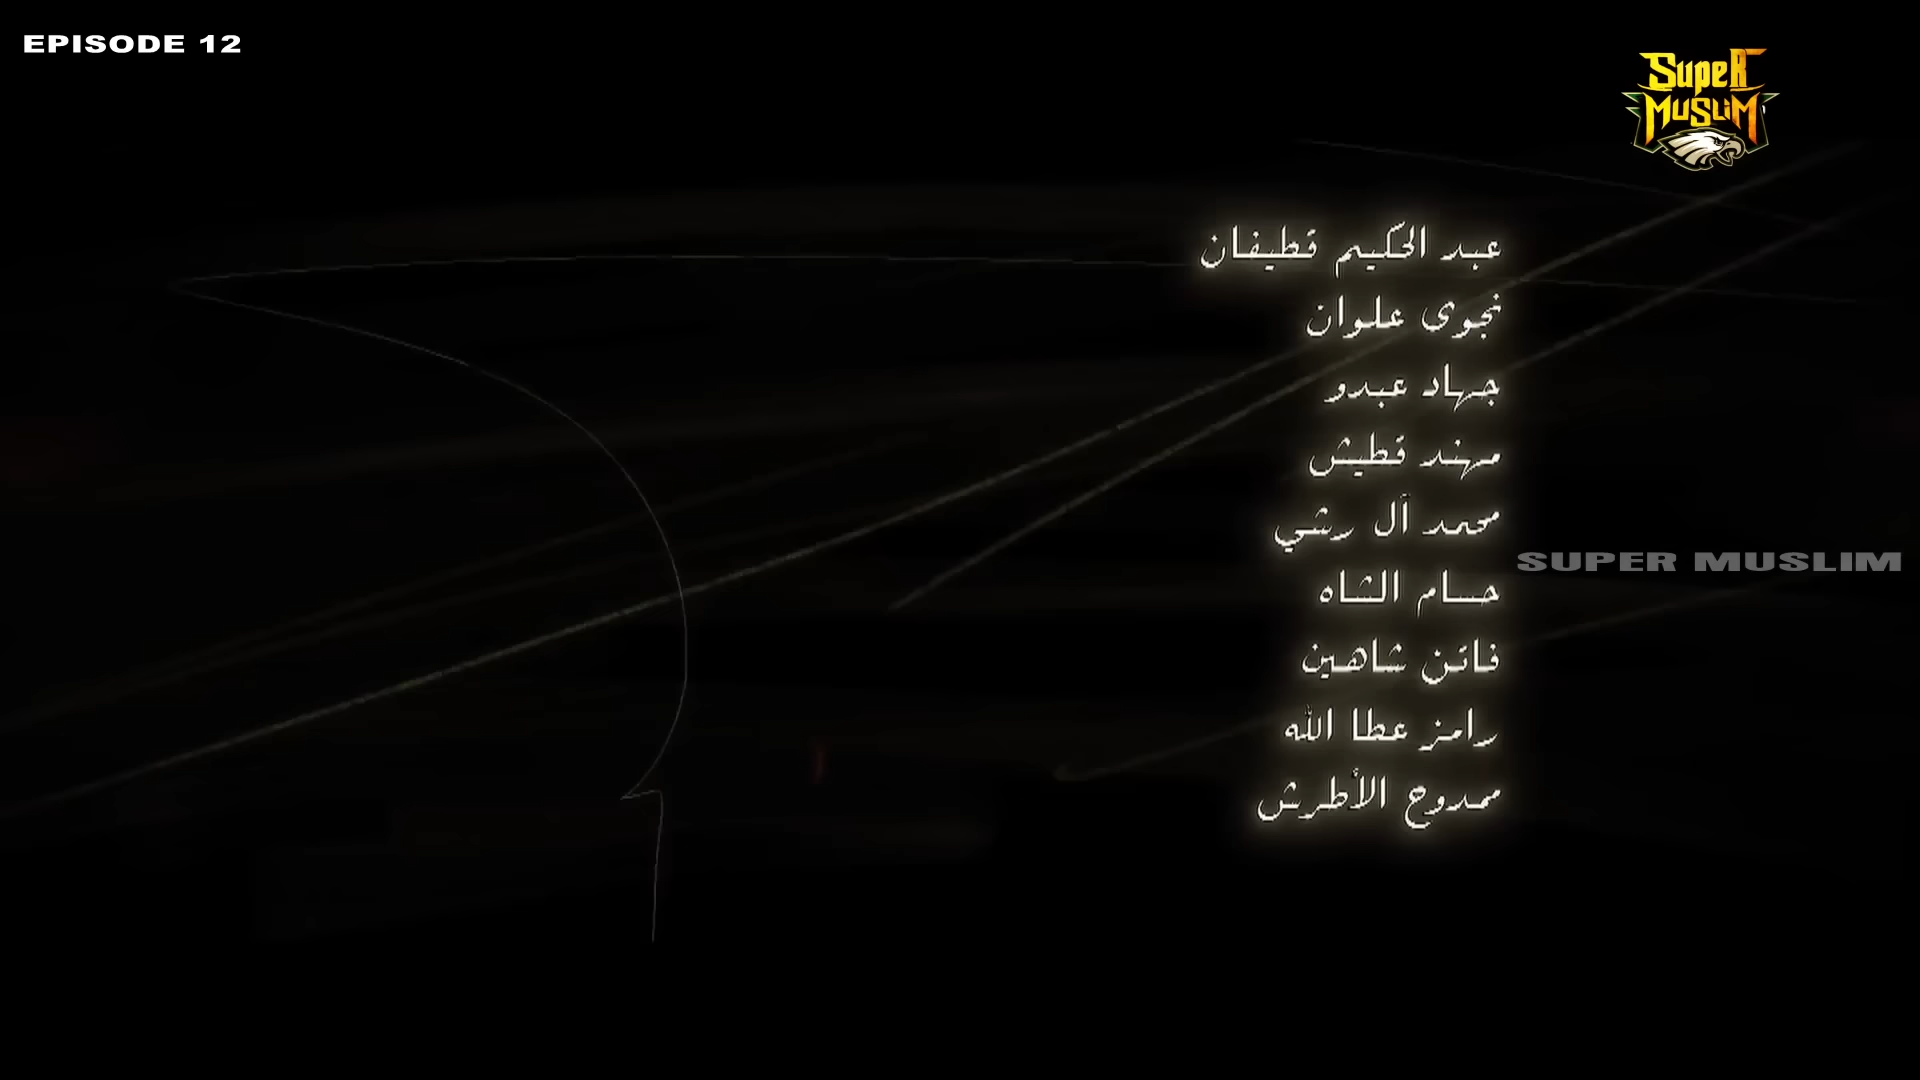 EPISODE 12
SUPER
MUSLIM
عبد الحكيم قطيفان
نجوى علوان
جهاد عبدو
مهند قطيش
محمد آل رشي
حسام الشاه
فاتن شاهين
رامز عطا الله
ممدوح الأطرش
SUPER MUSLIM